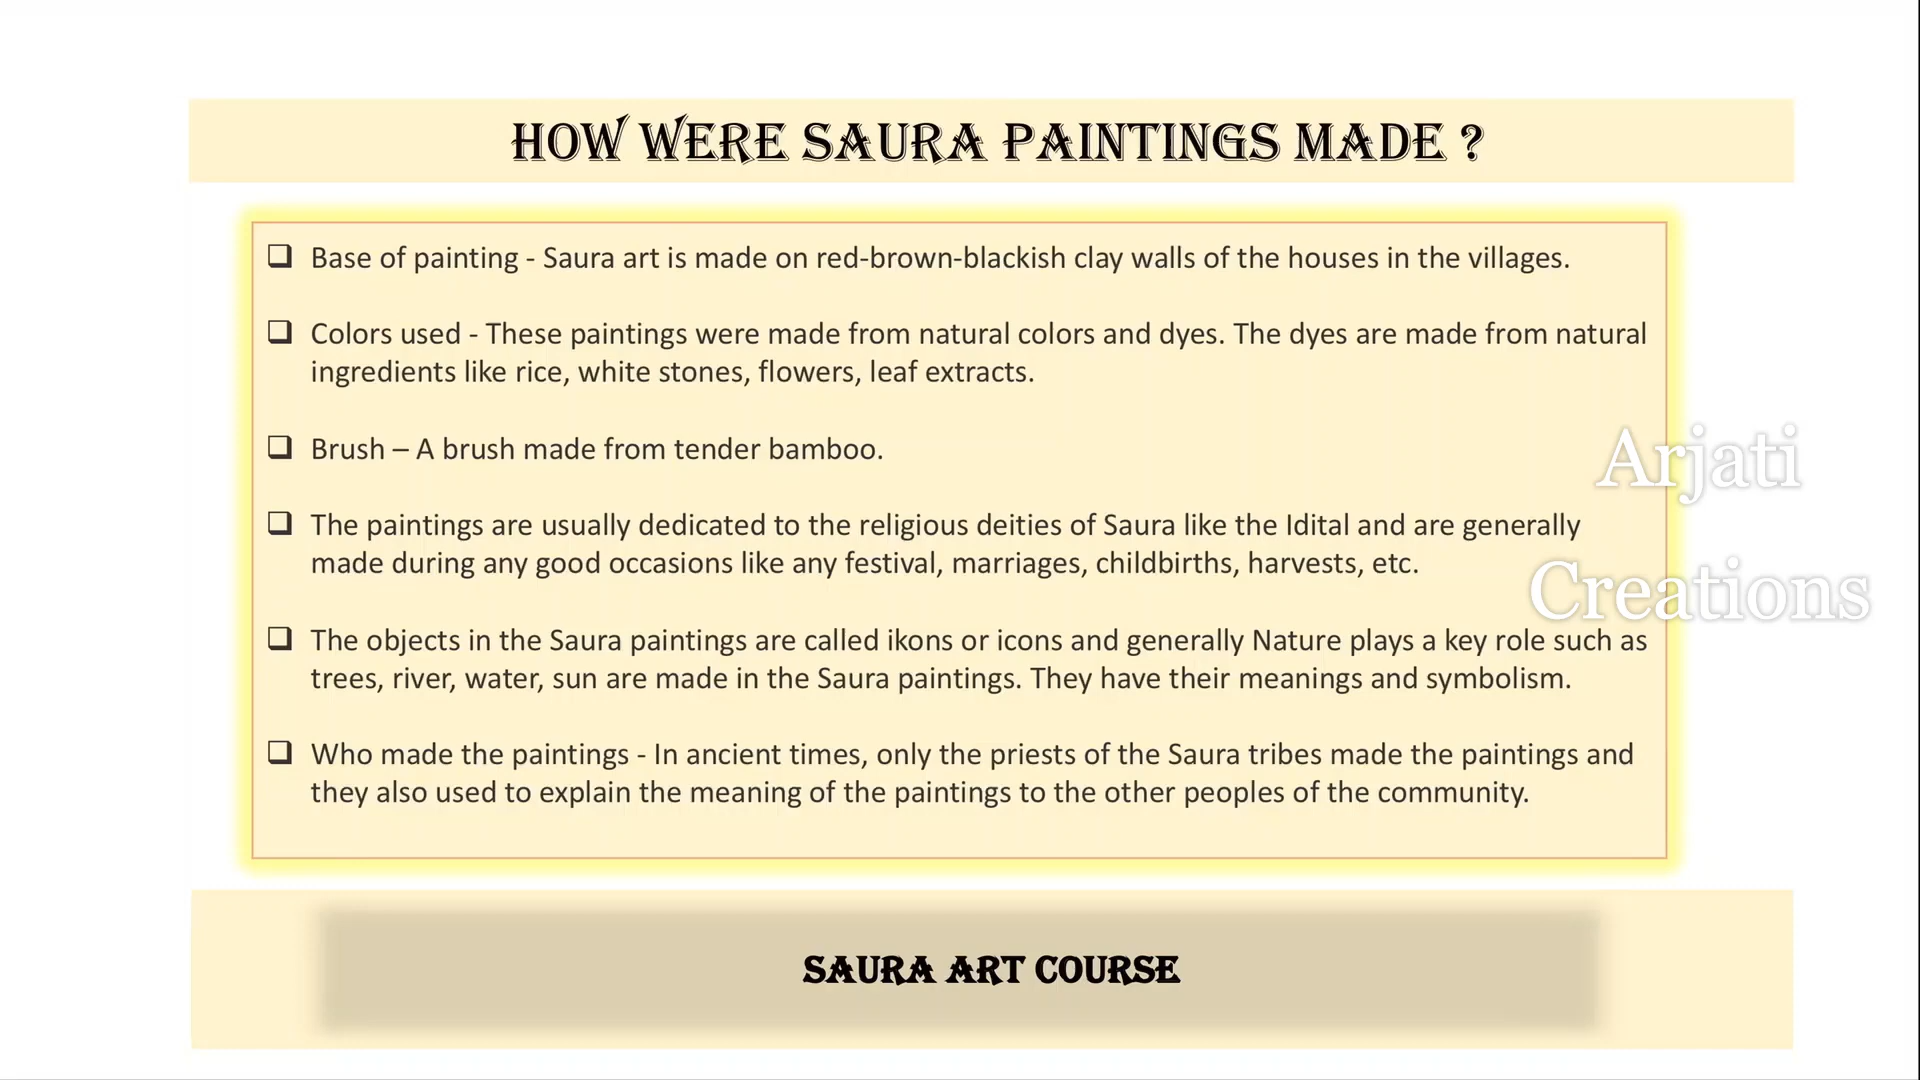 HOW WERE SAURA PAINTINGS MADE ?
❑ Base of painting - Saura art is made on red-brown-blackish clay walls of the houses in the villages.
❑ Colors used - These paintings were made from natural colors and dyes. The dyes are made from natural
ingredients like rice, white stones, flowers, leaf extracts.
❑ Brush – A brush made from tender bamboo.
❑ The paintings are usually dedicated to the religious deities of Saura like the Idital and are generally
made during any good occasions like any festival, marriages, childbirths, harvests, etc.
❑ The objects in the Saura paintings are called ikons or icons and generally Nature plays a key role such as
trees, river, water, sun are made in the Saura paintings. They have their meanings and symbolism.
❑ Who made the paintings - In ancient times, only the priests of the Saura tribes made the paintings and
they also used to explain the meaning of the paintings to the other peoples of the community.
Arjati
Creations
SAURA ART COURSE